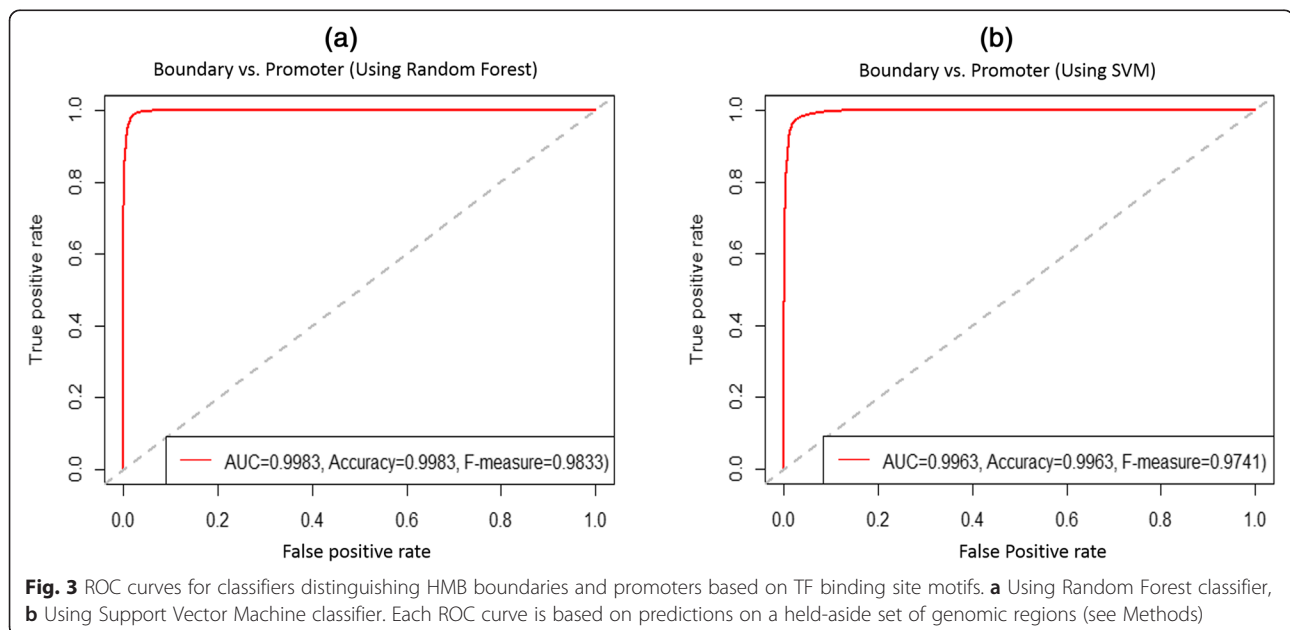 (a)
Boundary vs. Promoter (Using Random Forest)
True positive rate
1.0
0.8
0.6
0.4
0.2
0.0
AUC=0.9983, Accuracy=0.9983, F-measure=0.9833)
0.0 0.2 0.4 0.6 0.8 1.0
False positive rate
(b)
Boundary vs. Promoter (Using SVM)
True positive rate
1.0
0.8
0.6
0.4
0.2
0.0
AUC=0.9963, Accuracy=0.9963, F-measure=0.9741)
0.0 0.2 0.4 0.6 0.8 1.0
False Positive rate
Fig. 3 ROC curves for classifiers distinguishing HMB boundaries and promoters based on TF binding site motifs. a Using Random Forest classifier,
b Using Support Vector Machine classifier. Each ROC curve is based on predictions on a held-aside set of genomic regions (see Methods)